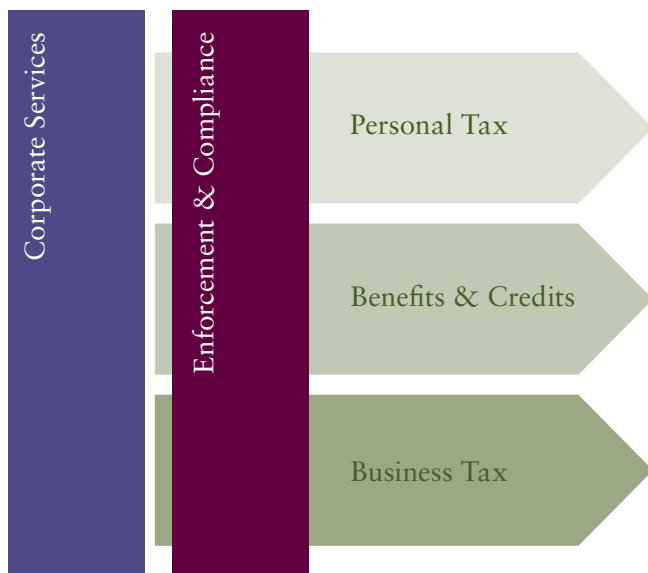 Corporate Services
Enforcement & Compliance
Personal Tax
Benefits & Credits
Business Tax